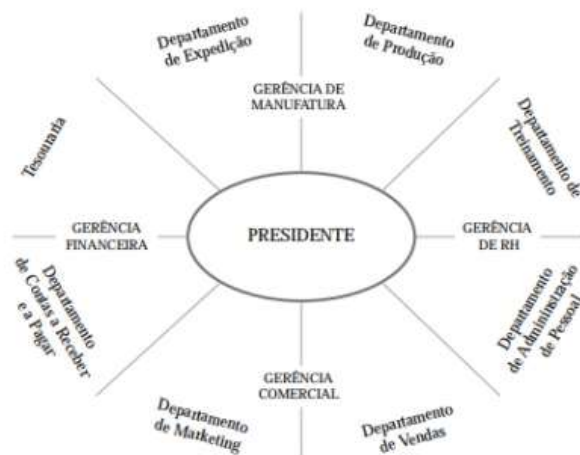 Departamento
de Expedição
Departamento
de Produção
GERÊNCIA DE
MANUFATURA
Tesouraria
Departamento de
Treinamento
GERÊNCIA
FINANCEIRA
PRESIDENTE
GERÊNCIA
DE RH
Departamento
de Contas a Receber
e a Pagar
Departamento
de Admininstração
de Pessoal
GERÊNCIA
COMERCIAL
Departamento
de Marketing
Departamento
de Vendas